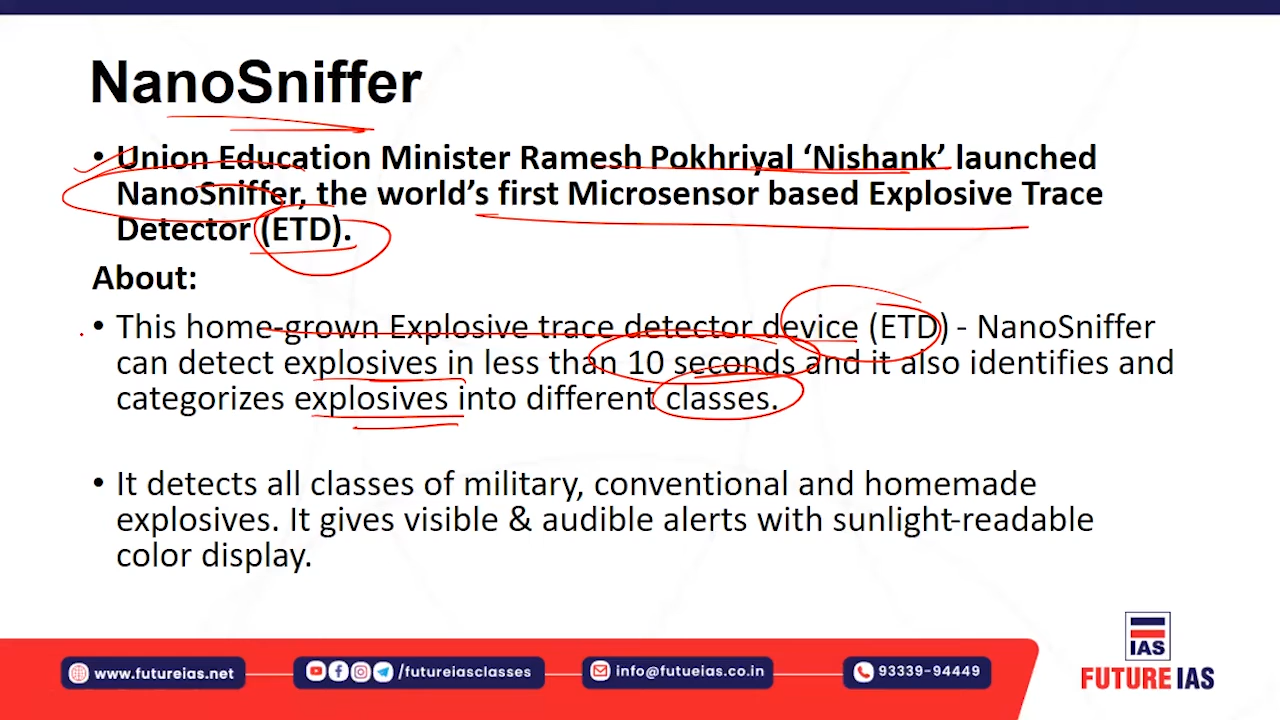 NanoSniffer
• Union Education Minister Ramesh Pokhriyal ‘Nishank’ launched
NanoSniffer, the world’s first Microsensor based Explosive Trace
Detector (ETD).
About:
• This home-grown Explosive trace detector device (ETD) - NanoSniffer
can detect explosives in less than 10 seconds and it also identifies and
categorizes explosives into different classes.
• It detects all classes of military, conventional and homemade
explosives. It gives visible & audible alerts with sunlight-readable
color display.
IAS
FUTURE IAS
www.futureias.net
/futureiasclasses
info@futueias.co.in
93339-94449